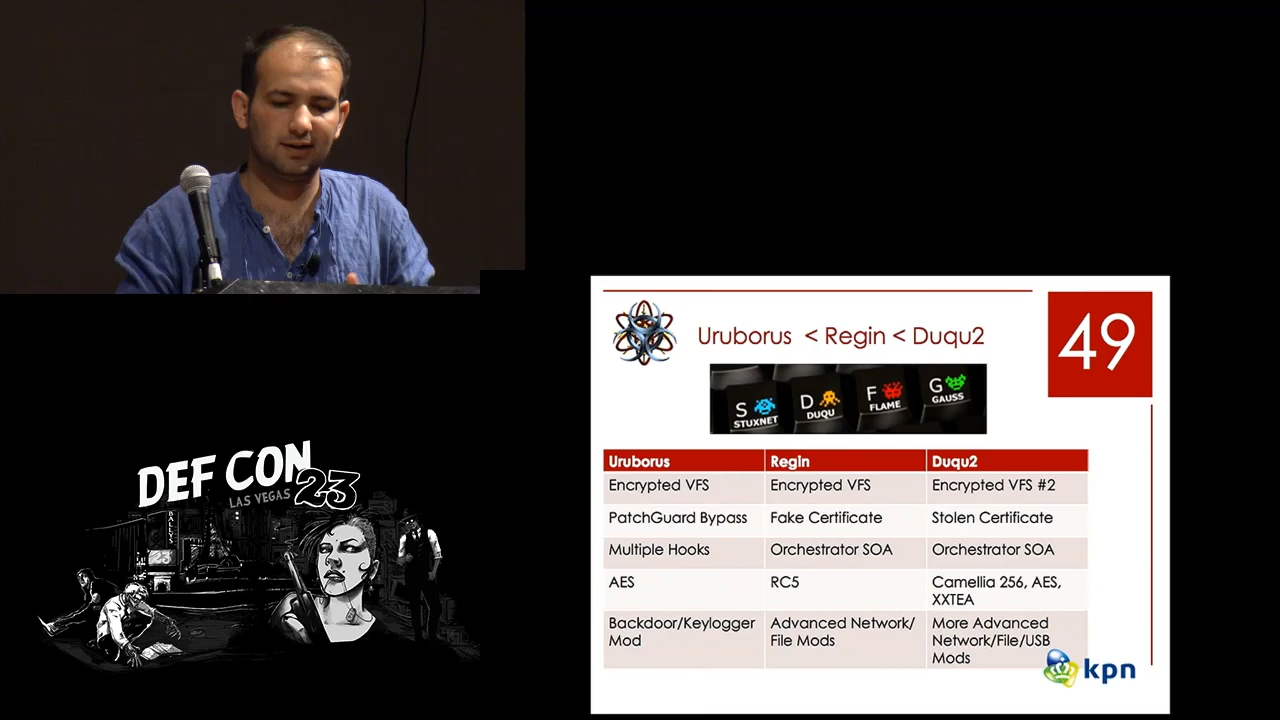 Uruborus < Regin < Duqu2
49
S
STUXNET
D
DUQU
F
FLAME
G
GAUSS
Uruborus Regin Duqu2
Encrypted VFS Encrypted VFS Encrypted VFS #2
PatchGuard Bypass Fake Certificate Stolen Certificate
Multiple Hooks Orchestrator SOA Orchestrator SOA
AES RC5 Camellia 256, AES,
XXTEA
Backdoor/Keylogger Advanced Network/ More Advanced
Mod File Mods Network/File/USB
Mods
kpn
DEF CON
LAS VEGAS 23
BALLYS